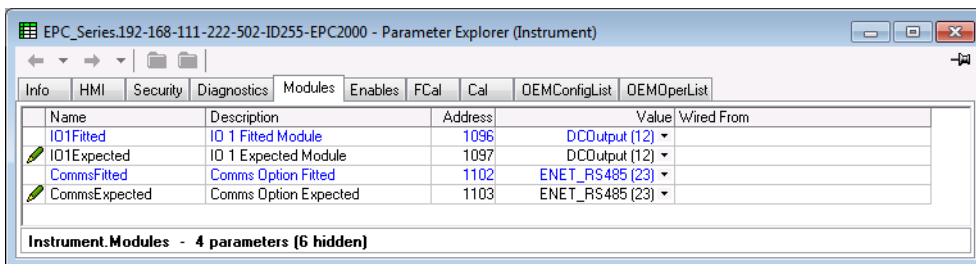 EPC_Series.192-168-111-222-502-ID255-EPC2000 - Parameter Explorer (Instrument)
Info HMI Security Diagnostics Modules Enables FCal Cal OEMConfigList OEMOperList
Name Description Address Value Wired From
IO1Fitted IO 1 Fitted Module 1096 DCOutput (12)
IO1Expected IO 1 Expected Module 1097 DCOutput (12)
CommsFitted Comms Option Fitted 1102 ENET_RS485 (23)
CommsExpected Comms Option Expected 1103 ENET_RS485 (23)
Instrument.Modules - 4 parameters (6 hidden)